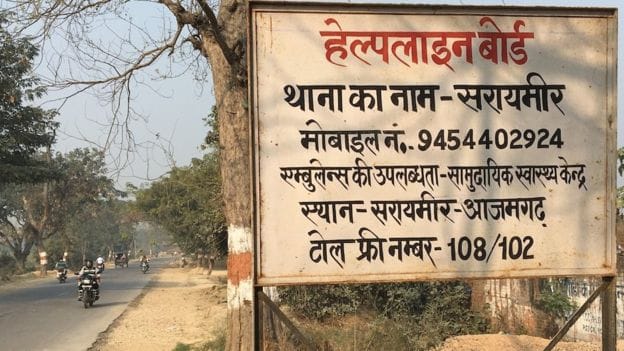 हेल्पलाइन बोर्ड
थाना का नाम-सरायमीर
मोबाइल नं.-9454402924
एम्बुलेन्स की उपलब्धता-सामुदायिक स्वास्थ्य केन्द्र
स्थान-सरायमीर-आजमगढ़
टोल फ्री नम्बर-108/102